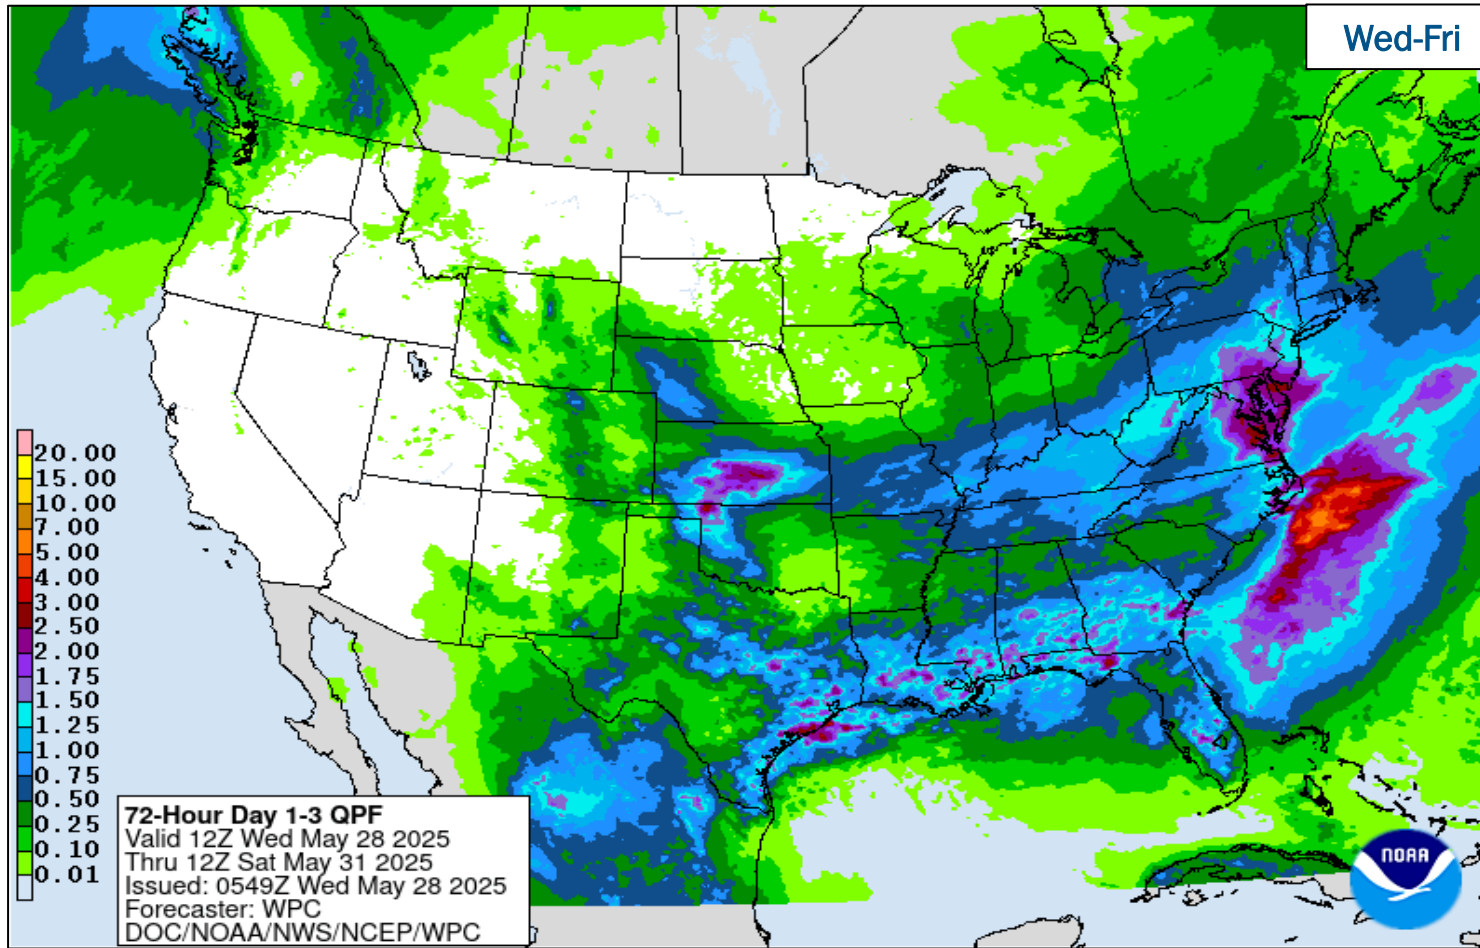 Wed-Fri
20.00
15.00
10.00
7.00
5.00
4.00
3.00
2.50
2.00
1.75
1.50
1.25
1.00
0.75
0.50
0.25
0.10
0.01
72-Hour Day 1-3 QPF
Valid 12Z Wed May 28 2025
Thru 12Z Sat May 31 2025
Issued: 0549Z Wed May 28 2025
Forecaster: WPC
DOC/NOAA/NWS/NCEP/WPC
NOAA